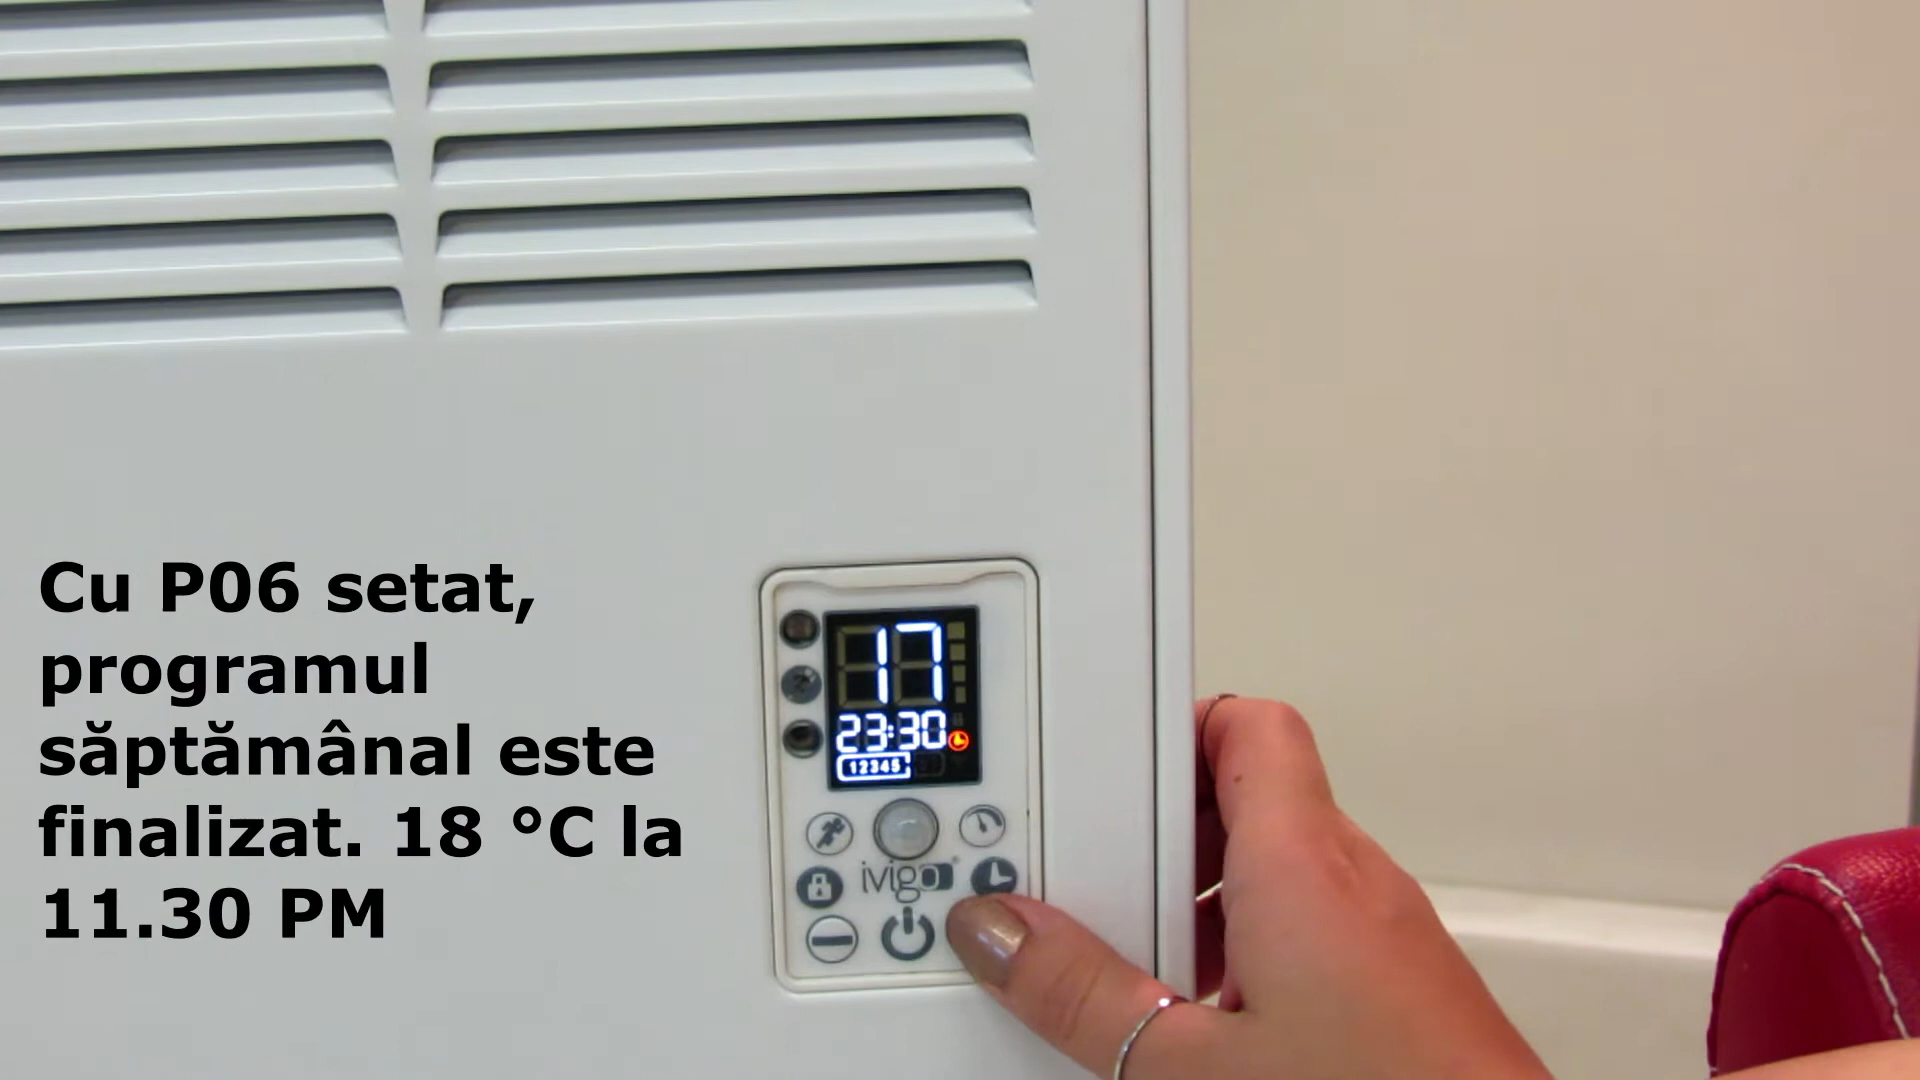 Cu P06 setat,
programul
săptămânal este
finalizat. 18 °C la
11.30 PM
17
23:30
12345
ivigo